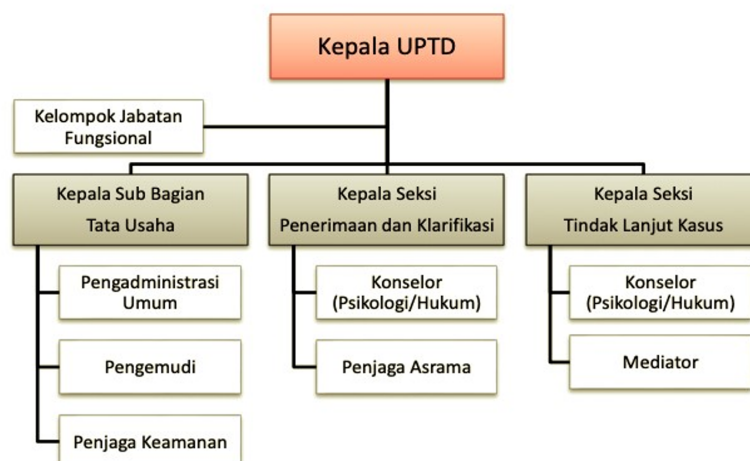 Kepala UPTD
Kelompok Jabatan
Fungsional
Kepala Sub Bagian
Tata Usaha
Kepala Seksi
Penerimaan dan Klarifikasi
Kepala Seksi
Tindak Lanjut Kasus
Pengadministrasi
Umum
Pengemudi
Penjaga Keamanan
Konselor
(Psikologi/Hukum)
Penjaga Asrama
Konselor
(Psikologi/Hukum)
Mediator